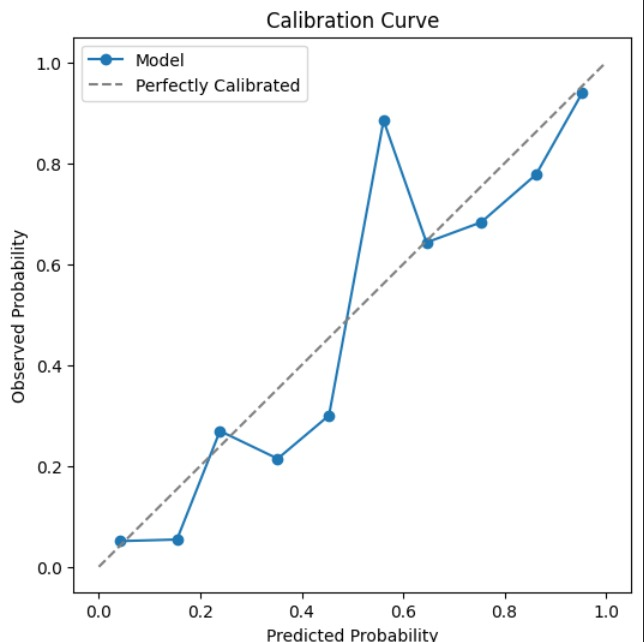 Calibration Curve
Model
Perfectly Calibrated
1.0
0.8
0.6
0.4
0.2
0.0
Observed Probability
0.0 0.2 0.4 0.6 0.8 1.0
Predicted Probability